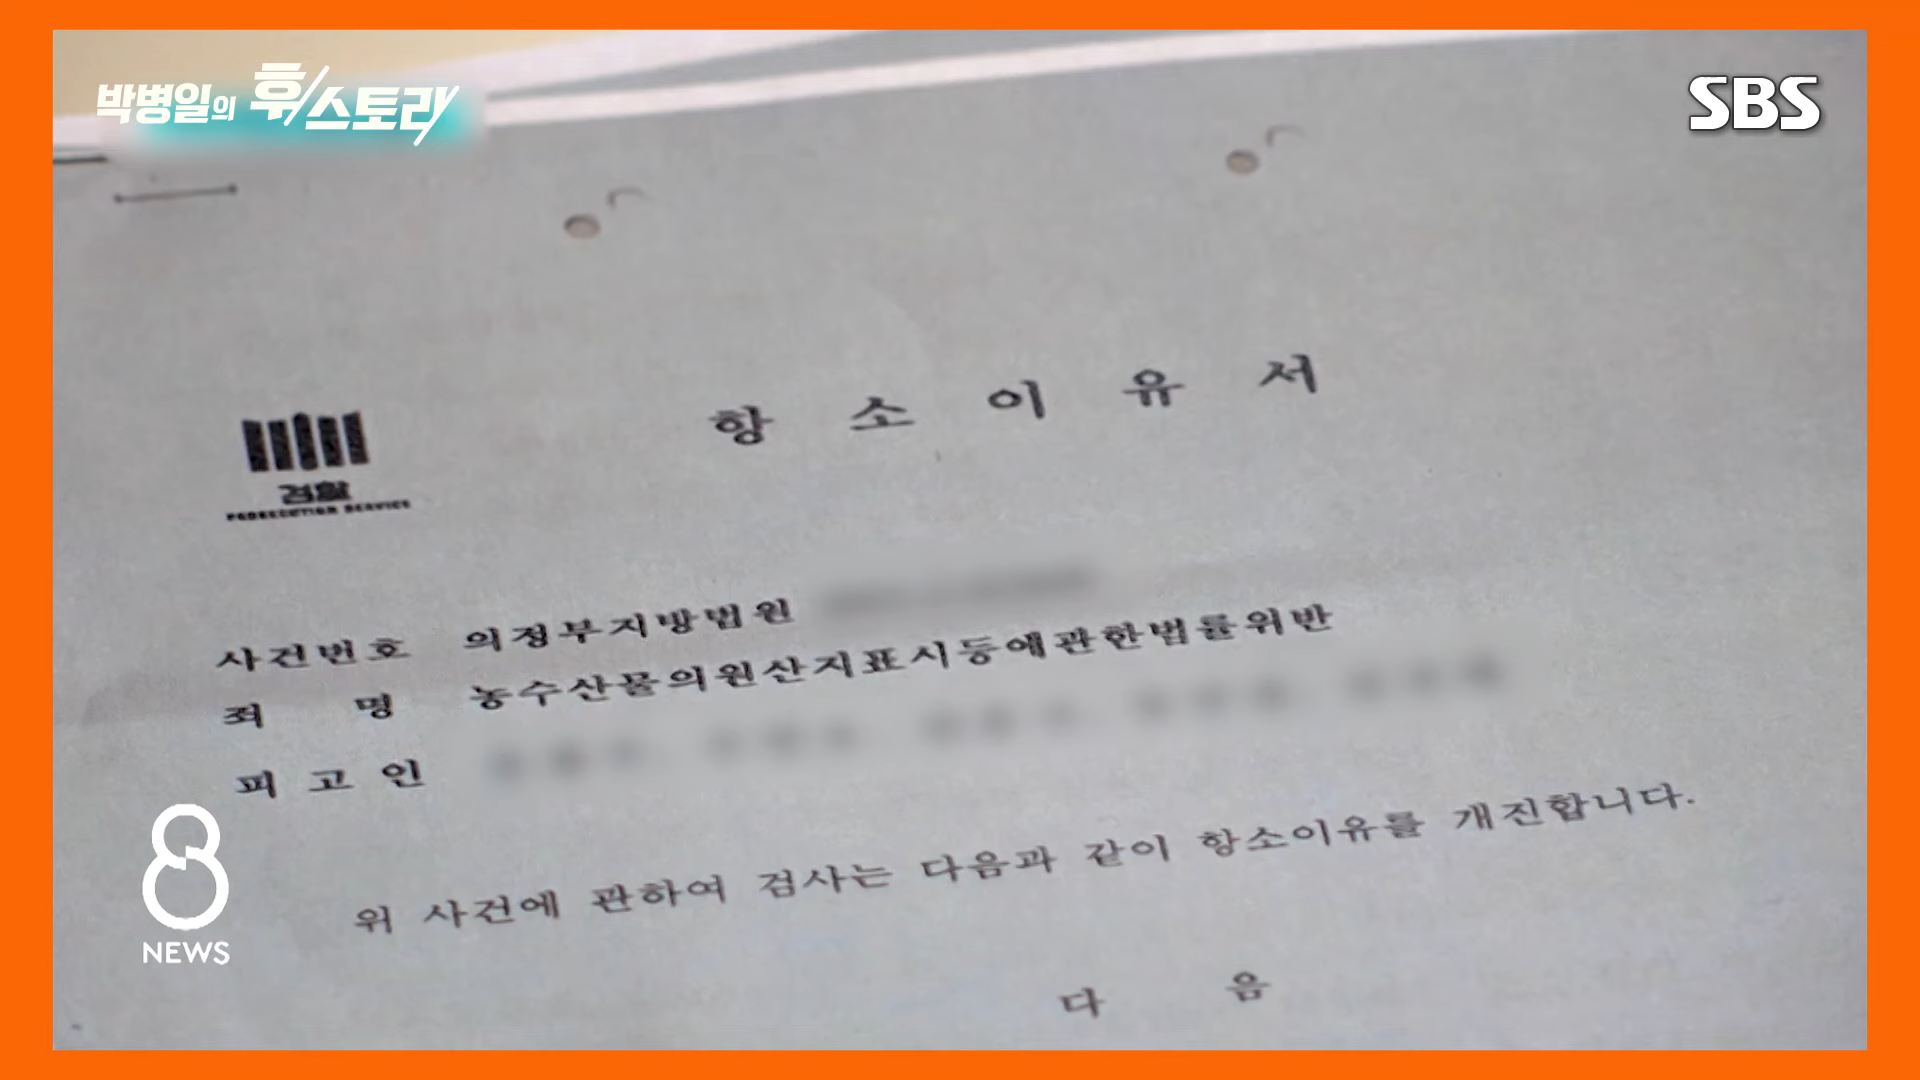 박병일의 휴/스토리
SBS
항 소 이 유 서
검찰
PROSECUTION SERVICE
사건번호 의정부지방법원
죄 명 농수산물의원산지표시등에관한법률위반
피 고 인
위 사건에 관하여 검사는 다음과 같이 항소이유를 개진합니다.
다 음
8
NEWS